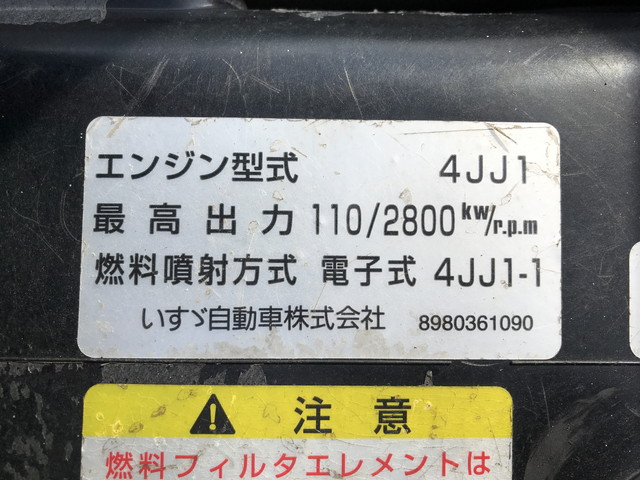 エンジン型式 4JJ1
最高出力 110/2800kw/r.p.m
燃料噴射方式 電子式 4JJ1-1
いすゞ自動車株式会社 8980361090
注意
燃料フィルタエレメントは